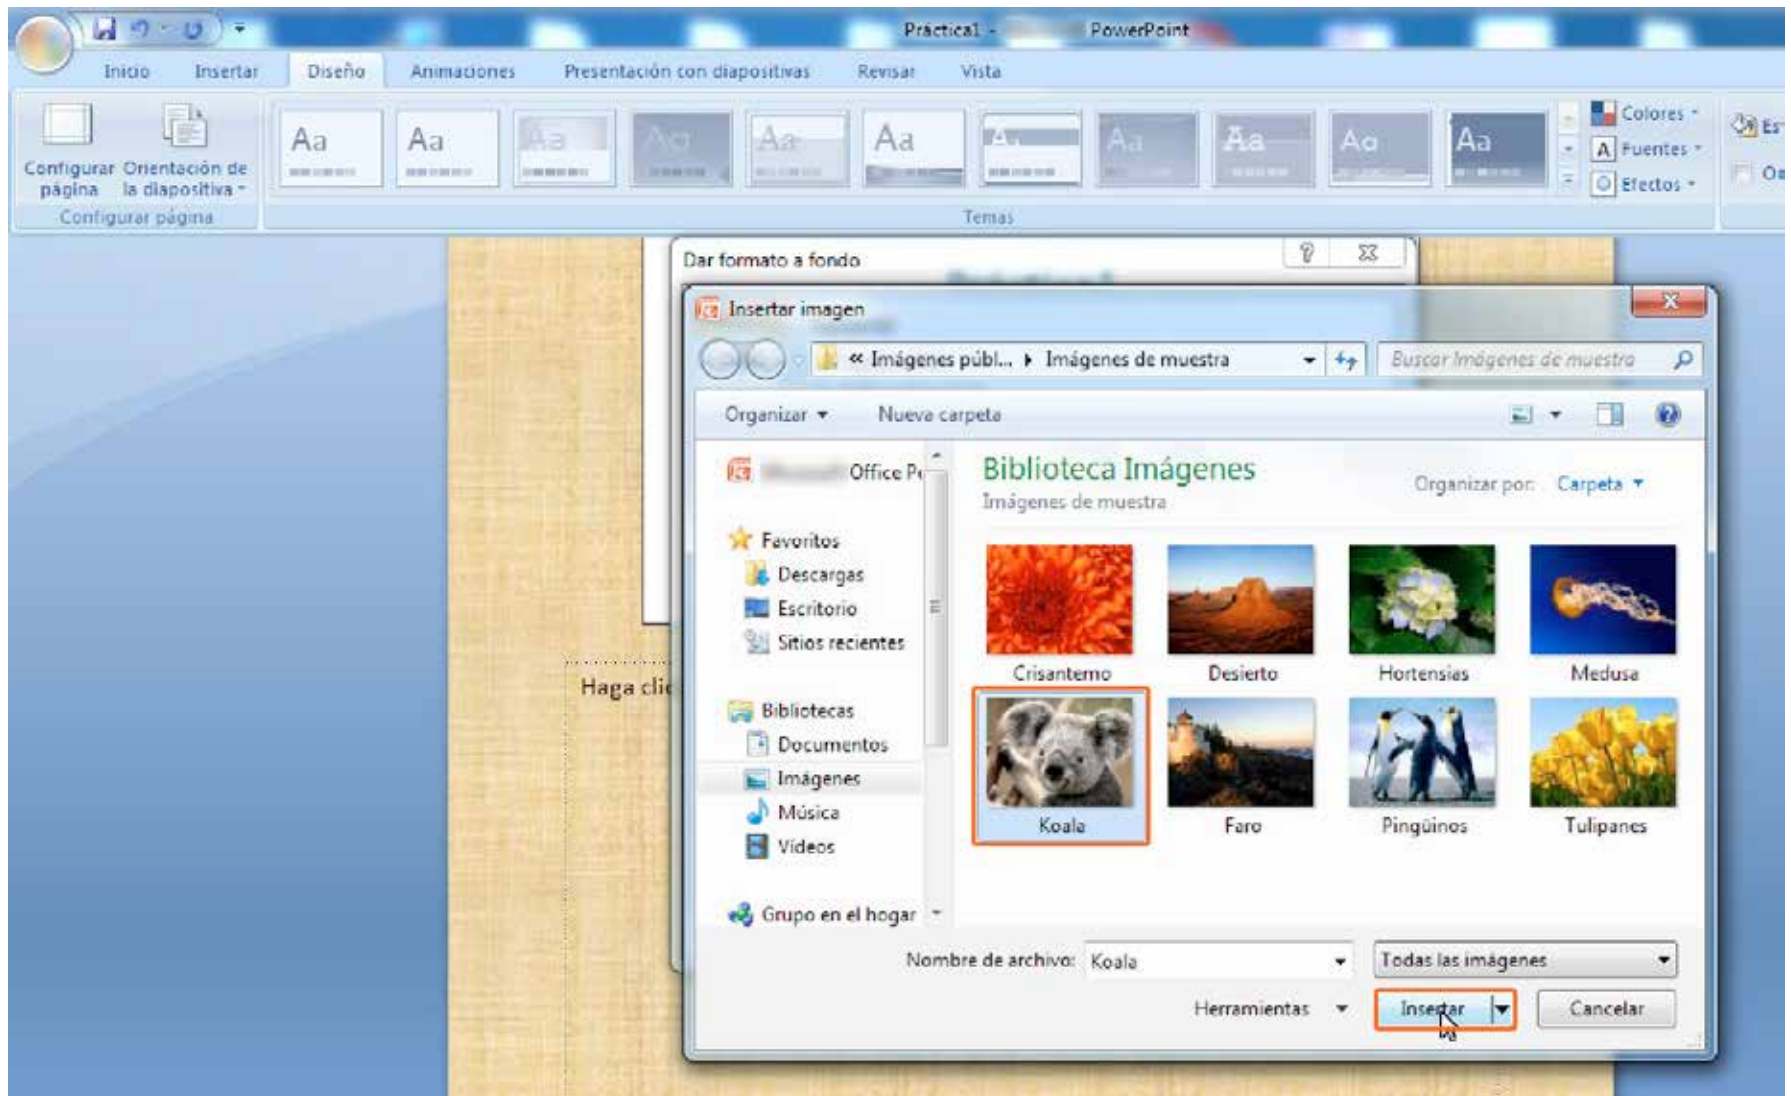 Práctica1 - PowerPoint
Inicio Insertar Diseño Animaciones Presentación con diapositivas Revisar Vista
Aa Aa Aa Aa Aa Aa Aa Aa Aa Aa Aa
Colores
Fuentes
Efectos
Configurar página
Orientación de la diapositiva
Configurar página
Temas
Dar formato a fondo
Insertar imagen
« Imágenes públ... Imágenes de muestra
Buscar Imágenes de muestra
Organizar Nueva carpeta
Office
Favoritos
Descargas
Escritorio
Sitios recientes
Bibliotecas
Documentos
Imágenes
Música
Vídeos
Grupo en el hogar
Biblioteca Imágenes
Imágenes de muestra
Organizar por: Carpeta
Crisantemo Desierto Hortensias Medusa
Koala Faro Pingüinos Tulipanes
Nombre de archivo: Koala
Todas las imágenes
Herramientas Insertar Cancelar
Haga